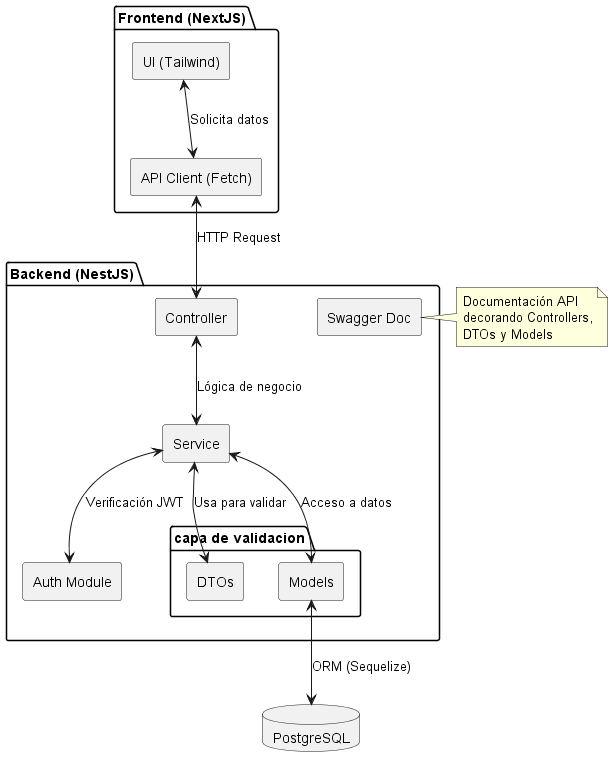 Frontend (NextJS)
UI (Tailwind)
Solicita datos
API Client (Fetch)
HTTP Request
Backend (NestJS)
Controller
Swagger Doc
Documentación API
decorando Controllers,
DTOs y Models
Lógica de negocio
Service
Verificación JWT
Usa para validar
Acceso a datos
capa de validacion
Auth Module
DTOs
Models
ORM (Sequelize)
PostgreSQL